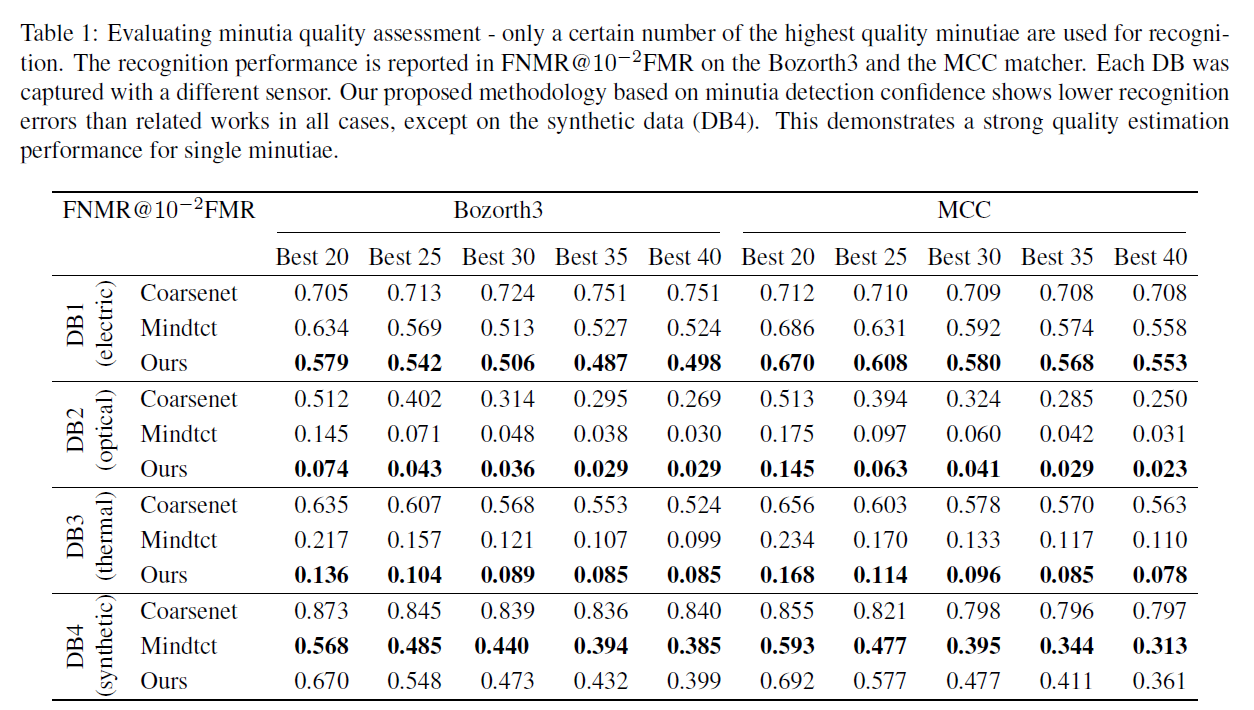 Table 1: Evaluating minutia quality assessment - only a certain number of the highest quality minutiae are used for recogni-
tion. The recognition performance is reported in FNMR@10−2FMR on the Bozorth3 and the MCC matcher. Each DB was
captured with a different sensor. Our proposed methodology based on minutia detection confidence shows lower recognition
errors than related works in all cases, except on the synthetic data (DB4). This demonstrates a strong quality estimation
performance for single minutiae.
FNMR@10−2FMR Bozorth3 MCC
Best 20 Best 25 Best 30 Best 35 Best 40 Best 20 Best 25 Best 30 Best 35 Best 40
DB1 (electric)
Coarsenet 0.705 0.713 0.724 0.751 0.751 0.712 0.710 0.709 0.708 0.708
Mindtct 0.634 0.569 0.513 0.527 0.524 0.686 0.631 0.592 0.574 0.558
Ours 0.579 0.542 0.506 0.487 0.498 0.670 0.608 0.580 0.568 0.553
DB2 (optical)
Coarsenet 0.512 0.402 0.314 0.295 0.269 0.513 0.394 0.324 0.285 0.250
Mindtct 0.145 0.071 0.048 0.038 0.030 0.175 0.097 0.060 0.042 0.031
Ours 0.074 0.043 0.036 0.029 0.029 0.145 0.063 0.041 0.029 0.023
DB3 (thermal)
Coarsenet 0.635 0.607 0.568 0.553 0.524 0.656 0.603 0.578 0.570 0.563
Mindtct 0.217 0.157 0.121 0.107 0.099 0.234 0.170 0.133 0.117 0.110
Ours 0.136 0.104 0.089 0.085 0.085 0.168 0.114 0.096 0.085 0.078
DB4 (synthetic)
Coarsenet 0.873 0.845 0.839 0.836 0.840 0.855 0.821 0.798 0.796 0.797
Mindtct 0.568 0.485 0.440 0.394 0.385 0.593 0.477 0.395 0.344 0.313
Ours 0.670 0.548 0.473 0.432 0.399 0.692 0.577 0.477 0.411 0.361